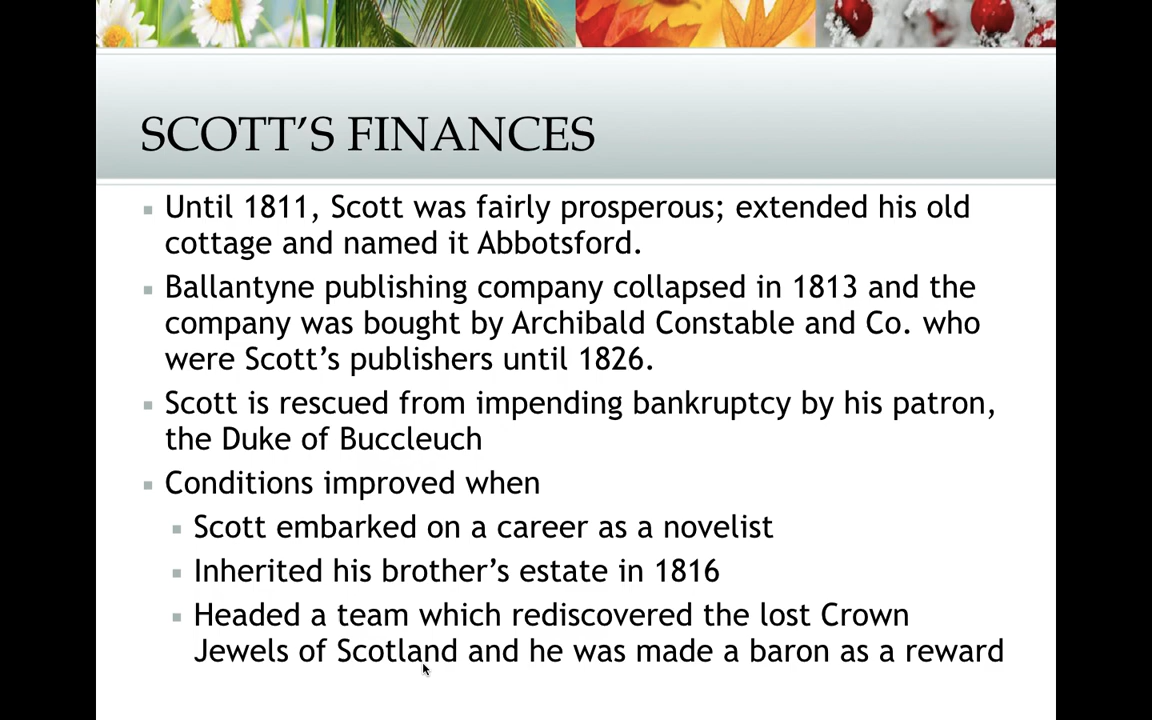 SCOTT'S FINANCES
Until 1811, Scott was fairly prosperous; extended his old
cottage and named it Abbotsford.
Ballantyne publishing company collapsed in 1813 and the
company was bought by Archibald Constable and Co. who
were Scott's publishers until 1826.
Scott is rescued from impending bankruptcy by his patron,
the Duke of Buccleuch
Conditions improved when
Scott embarked on a career as a novelist
Inherited his brother's estate in 1816
Headed a team which rediscovered the lost Crown
Jewels of Scotland and he was made a baron as a reward